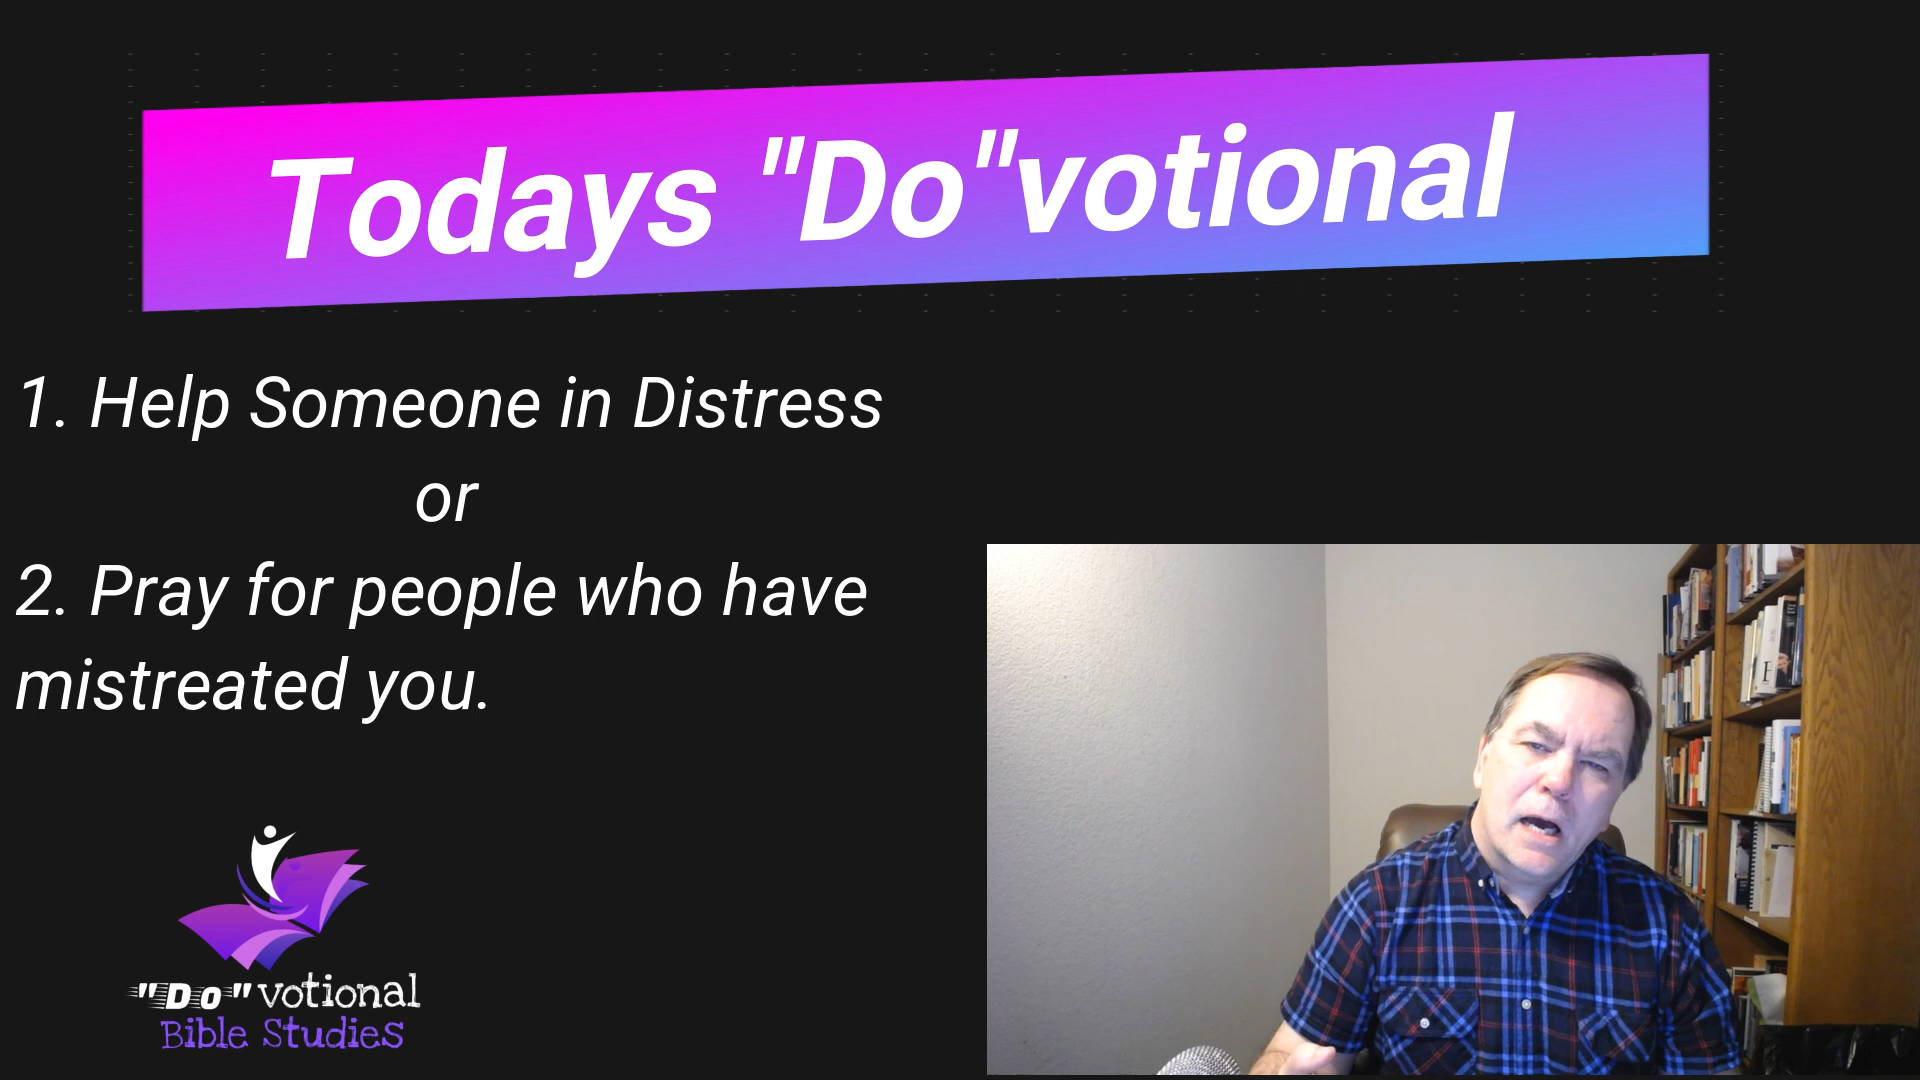 Todays "Do"votional
1. Help Someone in Distress
or
2. Pray for people who have
mistreated you.
"Do"votional
Bible Studies